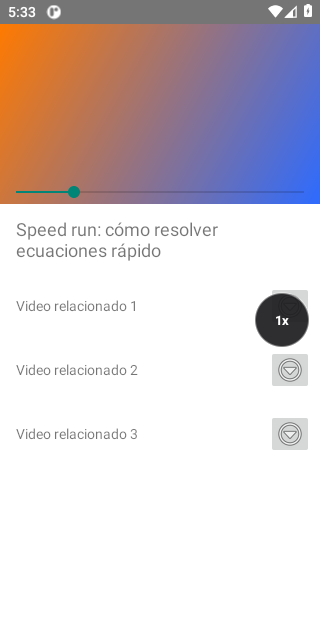 5:33
Speed run: cómo resolver
ecuaciones rápido
Video relacionado 1
1x
Video relacionado 2
Video relacionado 3